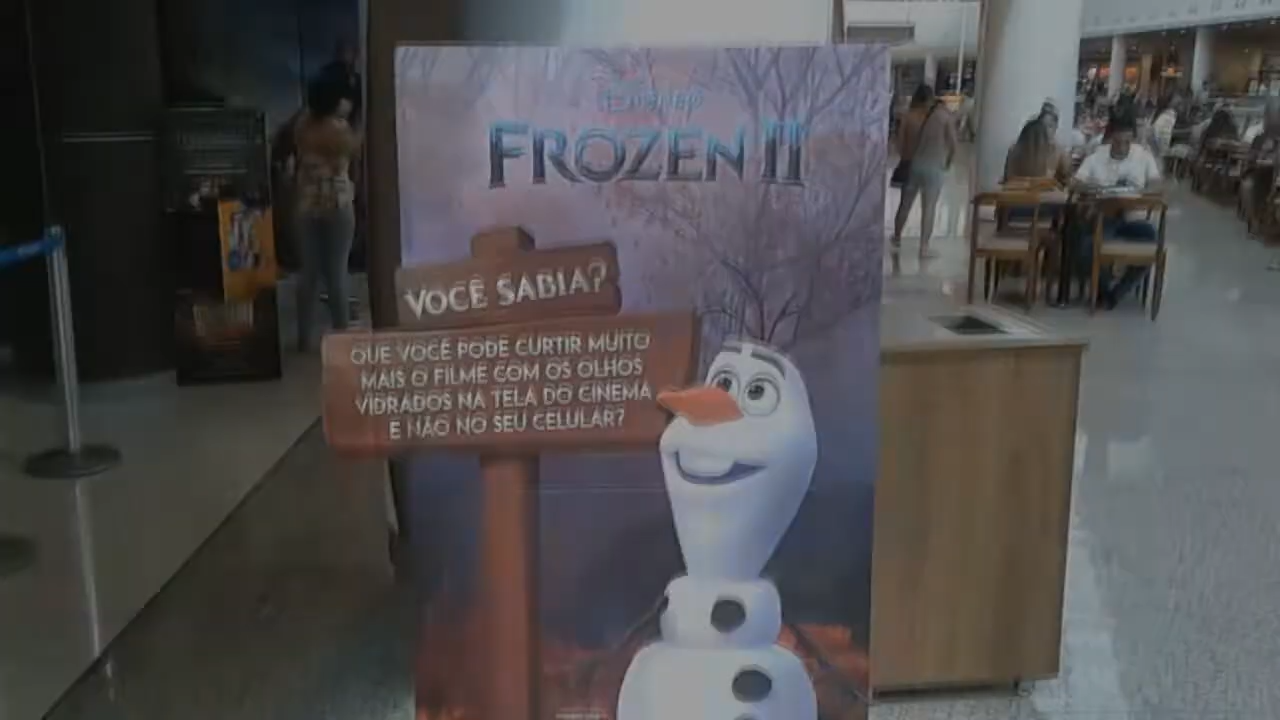 Disney
FROZEN II
VOCÊ SABIA?
QUE VOCÊ PODE CURTIR MUITO
MAIS O FILME COM OS OLHOS
VIDRADOS NA TELA DO CINEMA
E NÃO NO SEU CELULAR?